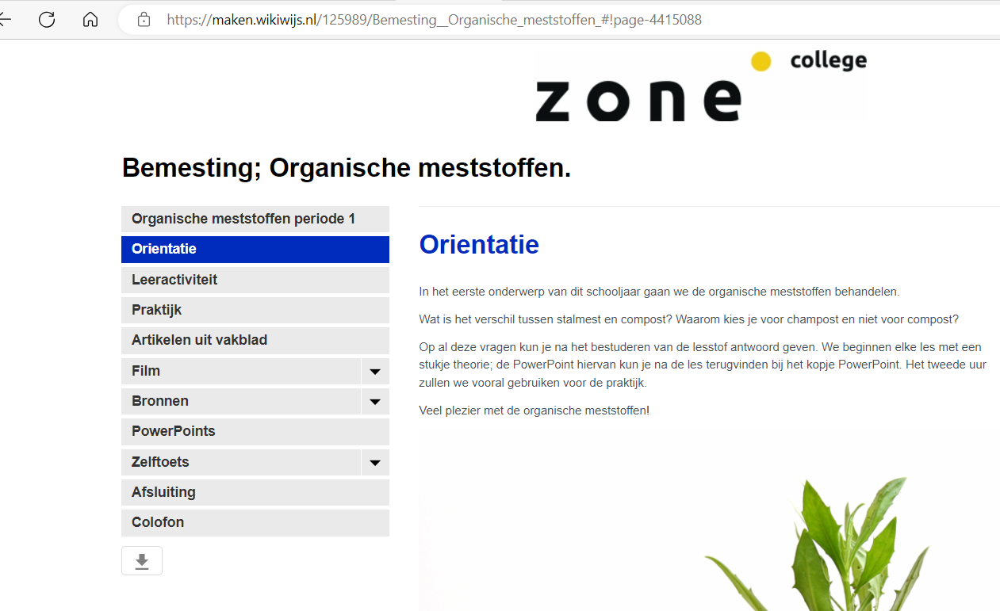 https://maken.wikiwijs.nl/125989/Bemesting__Organische_meststoffen_#!page-4415088
college
zone
Bemesting; Organische meststoffen.
Organische meststoffen periode 1
Orientatie
Leeractiviteit
Praktijk
Artikelen uit vakblad
Film
Bronnen
PowerPoints
Zelftoets
Afsluiting
Colofon
Orientatie
In het eerste onderwerp van dit schooljaar gaan we de organische meststoffen behandelen.
Wat is het verschil tussen stalmest en compost? Waarom kies je voor champost en niet voor compost?
Op al deze vragen kun je na het bestuderen van de lesstof antwoord geven. We beginnen elke les met een
stukje theorie; de PowerPoint hiervan kun je na de les terugvinden bij het kopje PowerPoint. Het tweede uur
zullen we vooral gebruiken voor de praktijk.
Veel plezier met de organische meststoffen!